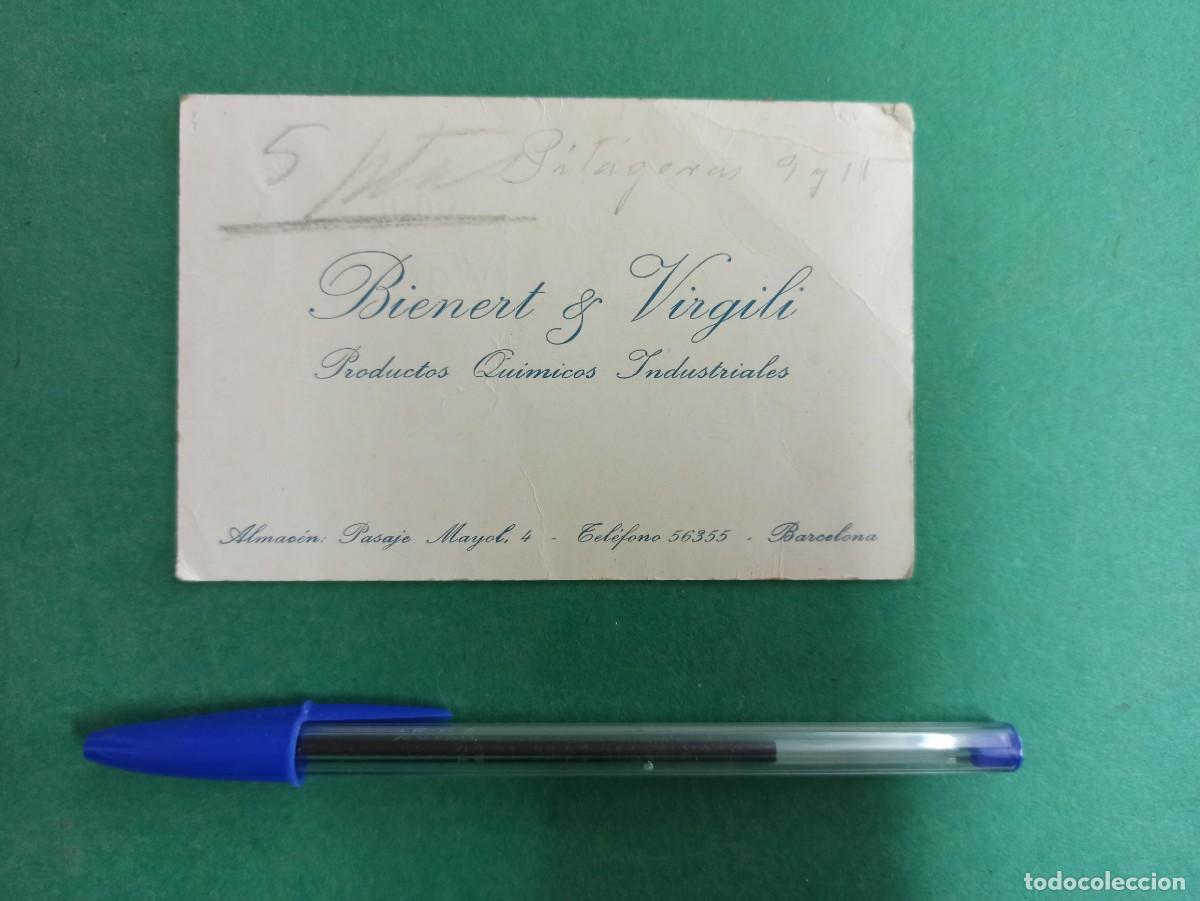 5 ptas Pitágoras 9 y 11
Bienert & Virgili
Productos Químicos Industriales
Almacén: Pasaje Mayol, 4 - Teléfono 56355 - Barcelona
todocoleccion